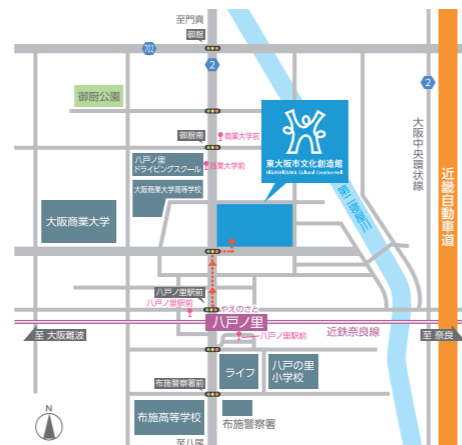 至門真
御厨
702
2
2
御厨公園
御厨南
商業大学前
八戸ノ里
ドライビングスクール
商業大学前
大阪商業大学高等学校
大阪商業大学
東大阪市文化創造館
HIGASHIOSAKA Cultural Creation Hall
第二寝屋川
大阪中央環状線
近畿自動車道
八戸ノ里駅前
八戸ノ里駅前
やえのさと
八戸ノ里
八戸ノ里駅前
近鉄奈良線
至 大阪難波
至 奈良
ライフ
八戸の里
小学校
布施警察署前
布施高等学校
布施警察署
N
至八尾